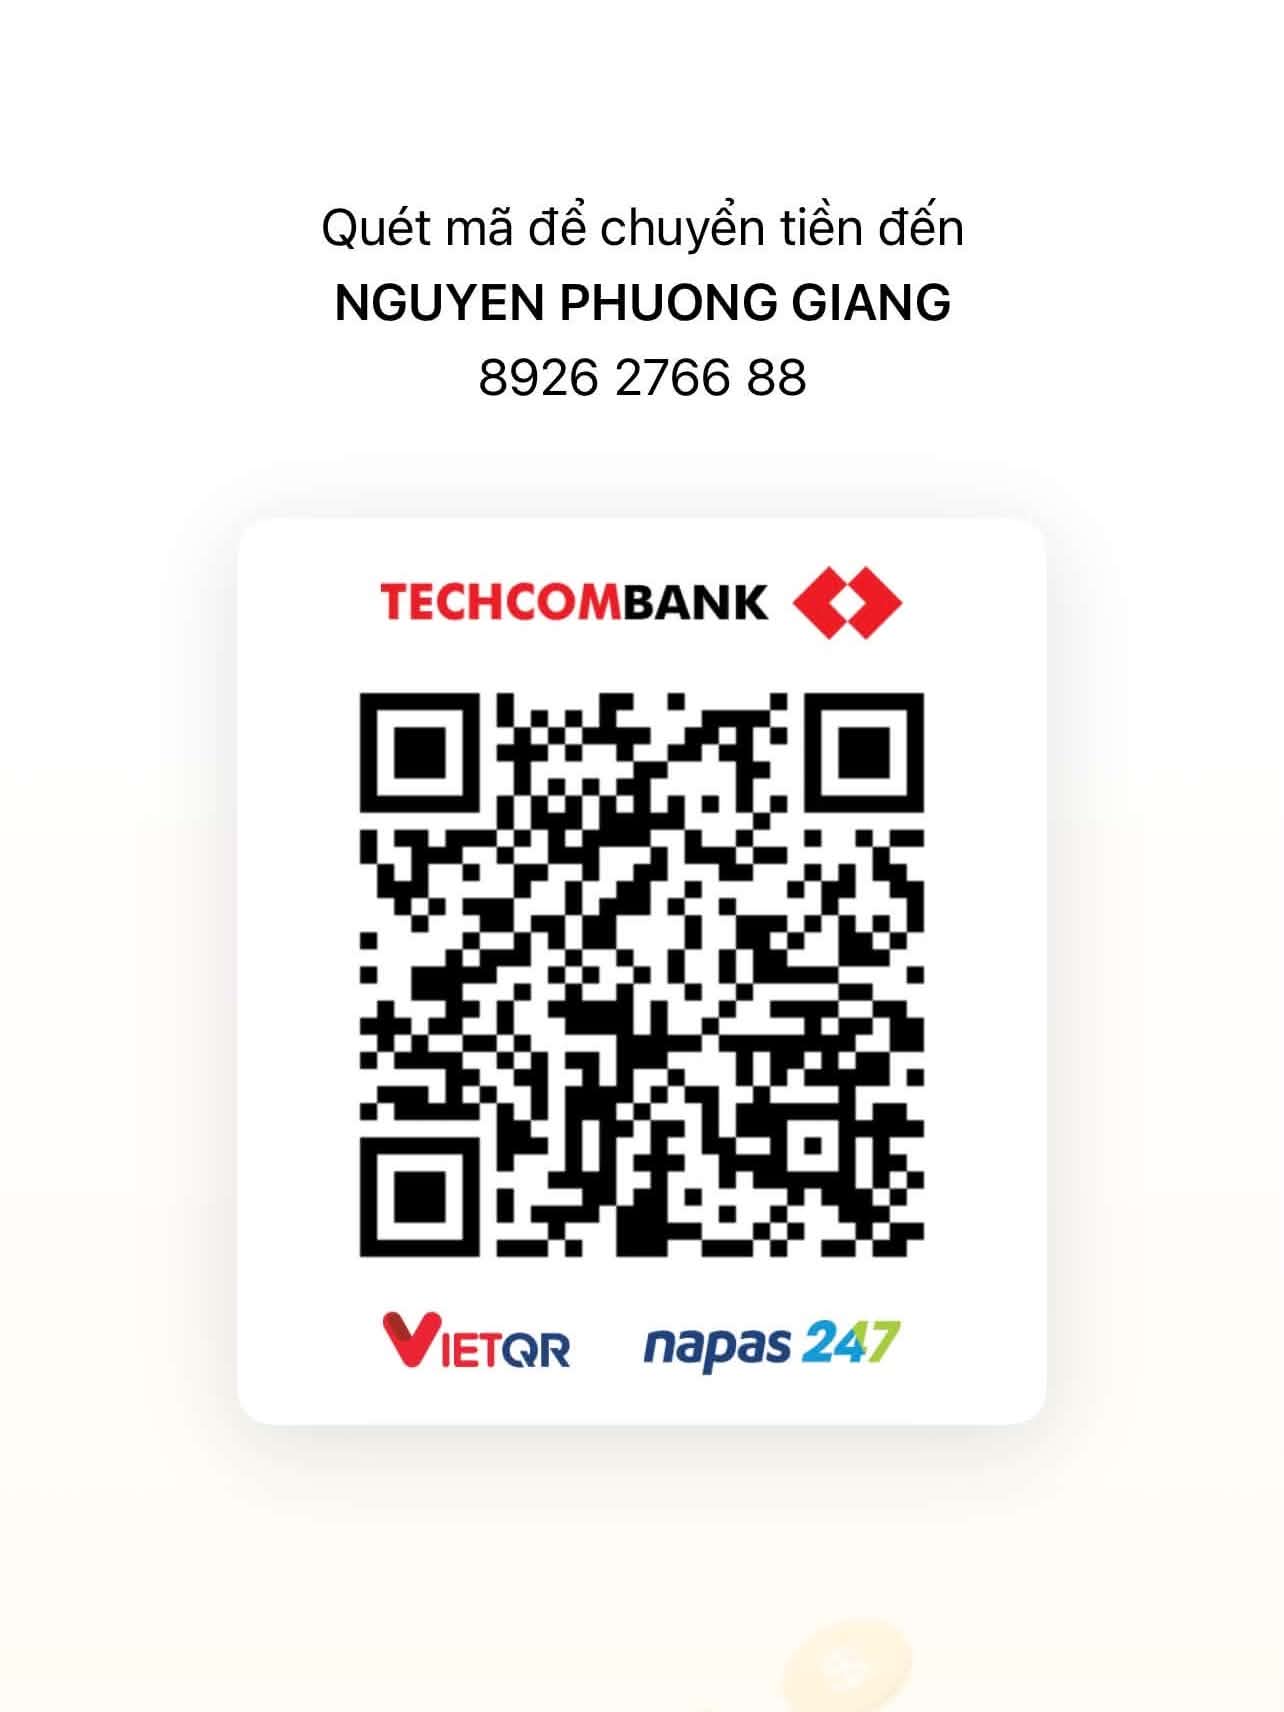 Quét mã để chuyển tiền đến
NGUYEN PHUONG GIANG
8926 2766 88
TECHCOMBANK
VIETQR
napas 247